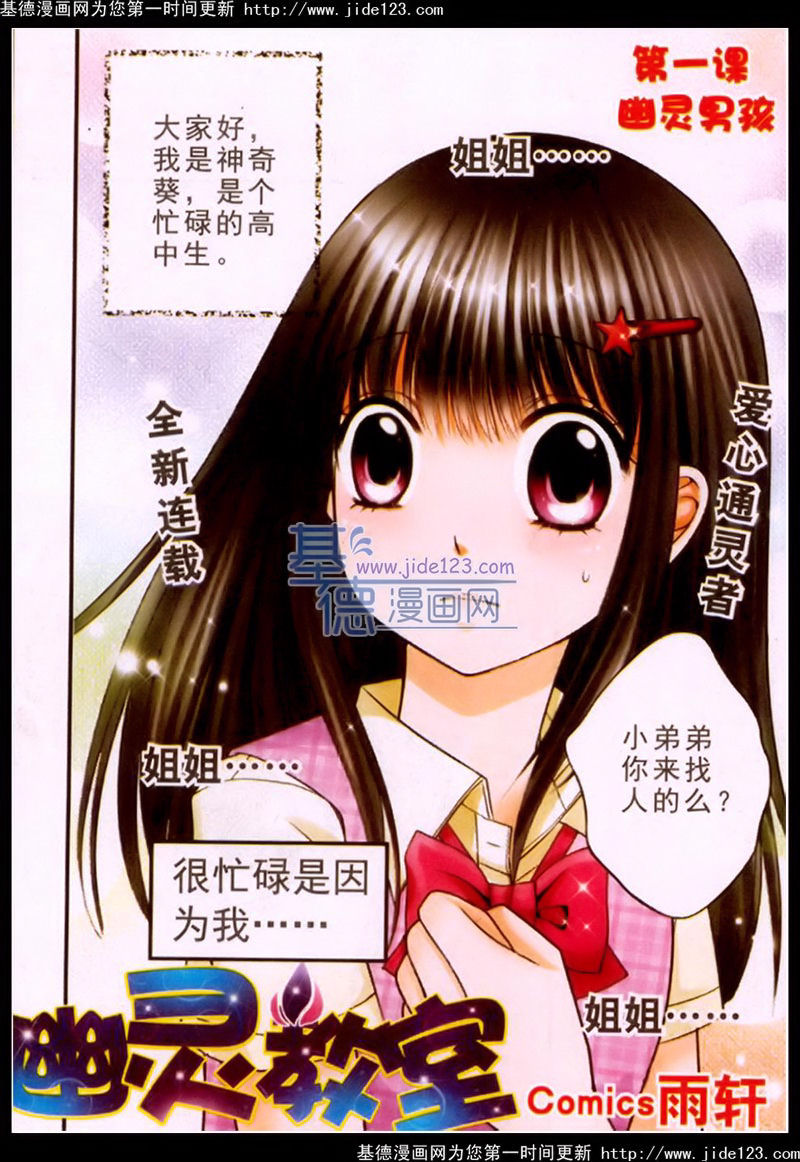 基德漫画网为您第一时间更新 http://www.jide123.com
第一课
幽灵男孩
大家好，
我是神奇
葵，是个
忙碌的高
中生。
姐姐……
全新连载
爱心通灵者
基德漫画网
www.jide123.com
小弟弟
你来找
人的么？
姐姐……
很忙碌是因
为我……
姐姐……
幽灵教室
Comics雨轩
基德漫画网为您第一时间更新 http://www.jide123.com